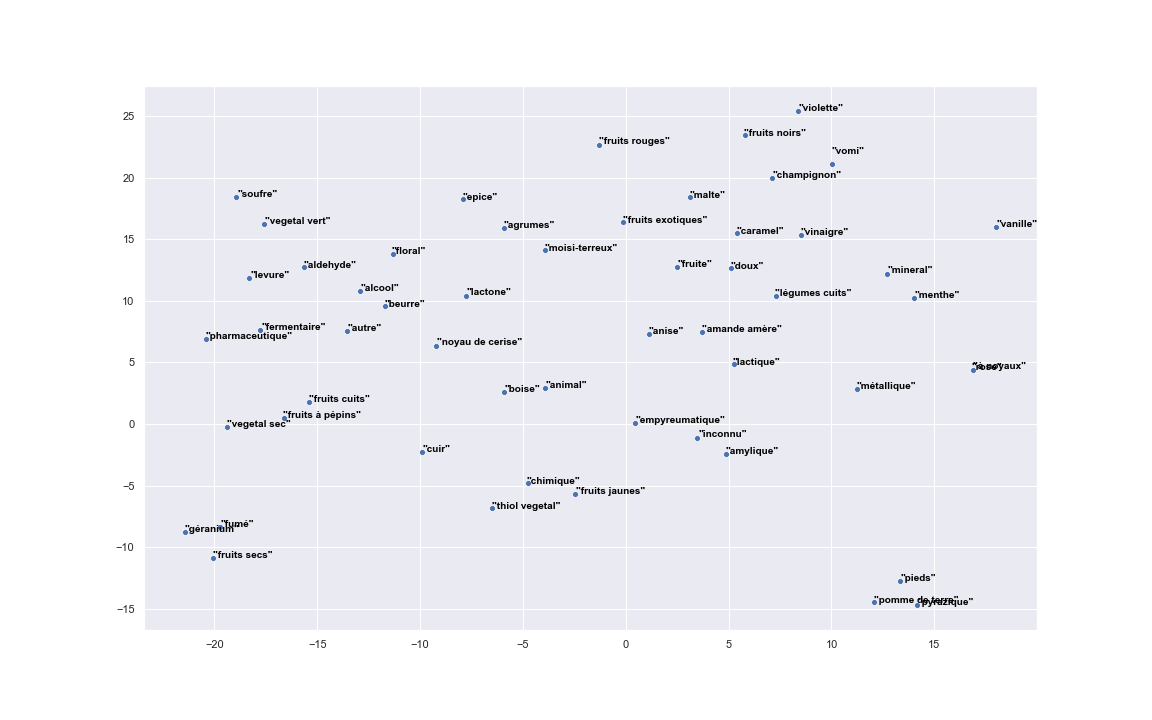 "violette"
25
"fruits noirs"
"fruits rouges"
"vomi"
"champignon"
20
"soufre"
"epice"
"malte"
"vegetal vert"
"agrumes"
"fruits exotiques"
"caramel"
"vinaigre"
"vanille"
15
"floral"
"moisi-terreux"
"aldehyde"
"fruite"
"doux"
"levure"
"mineral"
"alcool"
"lactone"
"légumes cuits"
"menthe"
10
"beurre"
"fermentaire"
"autre"
"anise"
"amande amère"
"pharmaceutique"
"noyau de cerise"
5
"lactique"
"rose"
"boise"
"animal"
"métallique"
"fruits cuits"
"fruits à pépins"
0
"vegetal sec"
"empyreumatique"
"inconnu"
"cuir"
"amylique"
−5
"chimique"
"fruits jaunes"
"thiol vegetal"
"fumé"
"géranium"
−10
"fruits secs"
"pieds"
−15
"pomme de terre"
"pyrazique"
−20 −15 −10 −5 0 5 10 15